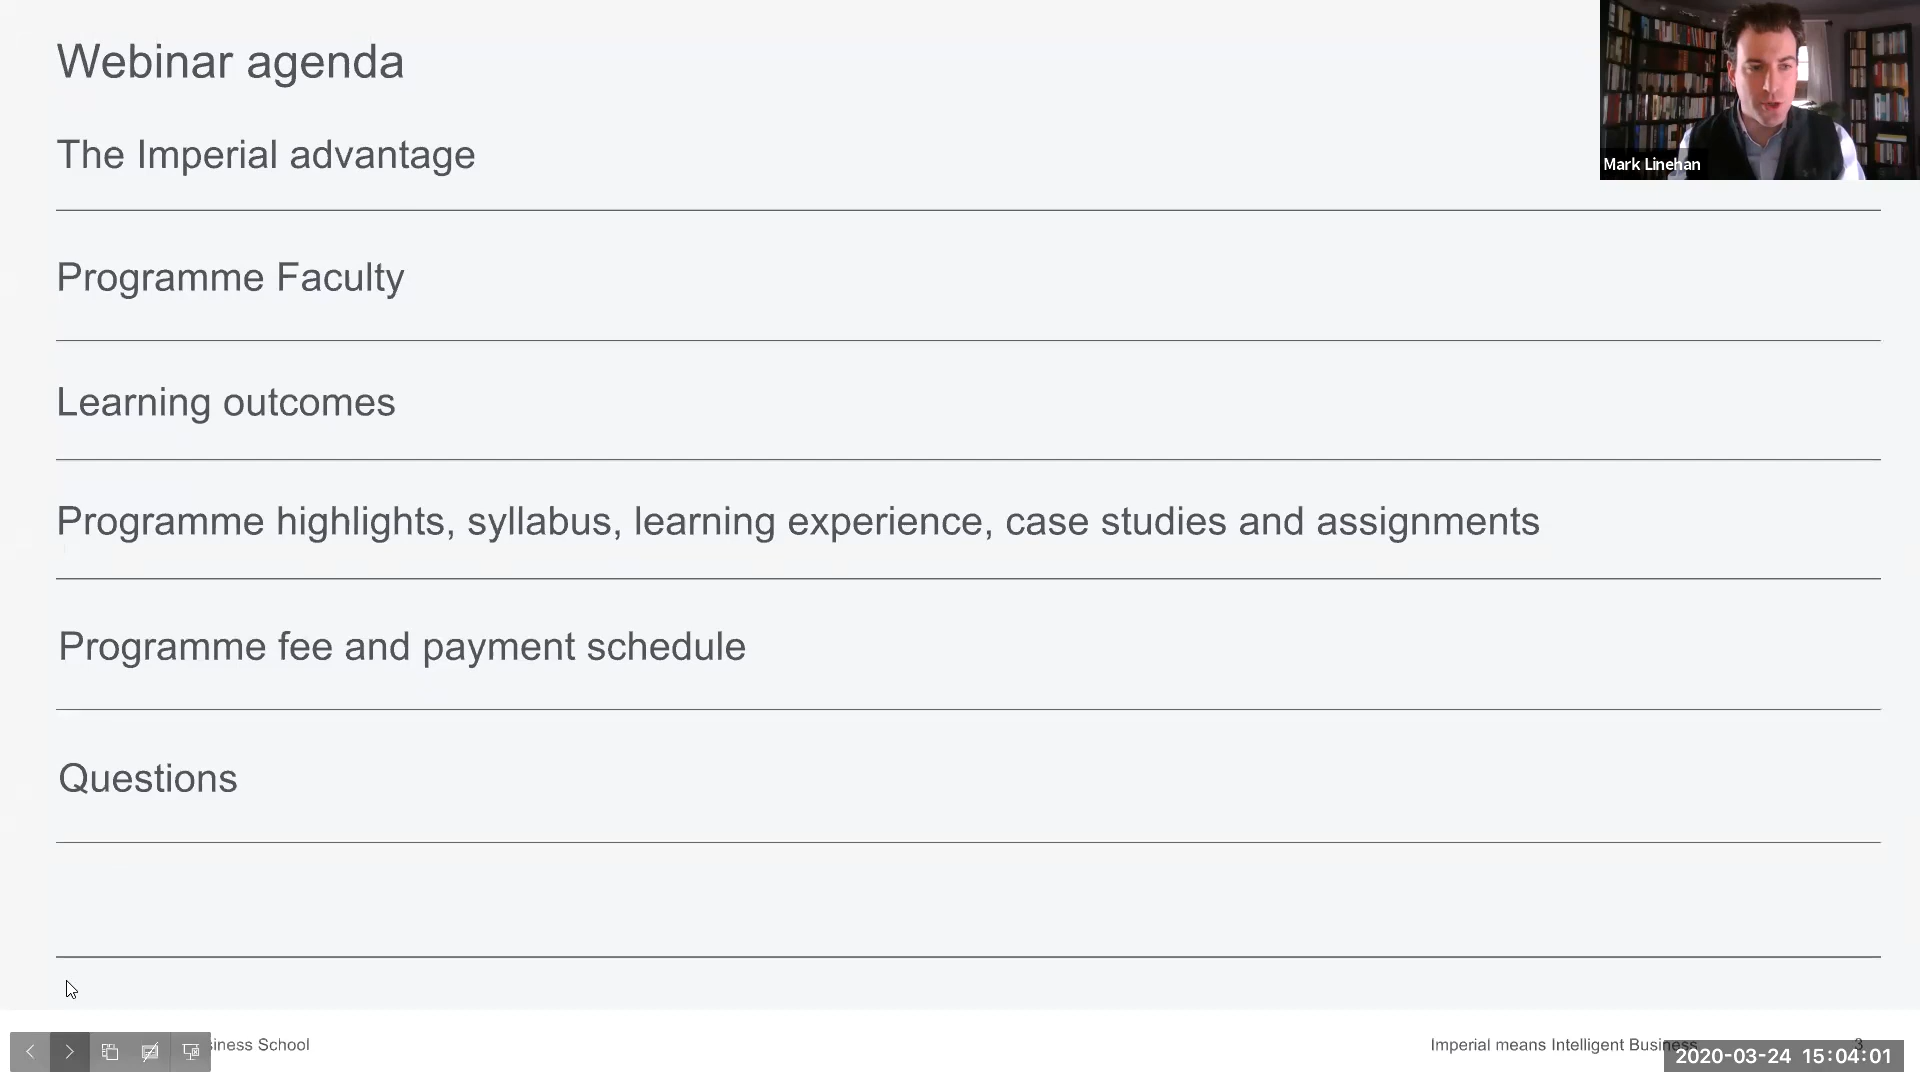 Webinar agenda
The Imperial advantage
Mark Linehan
Programme Faculty
Learning outcomes
Programme highlights, syllabus, learning experience, case studies and assignments
Programme fee and payment schedule
Questions
School
Imperial means Intelligent Business
3
2020-03-24 15:04:01